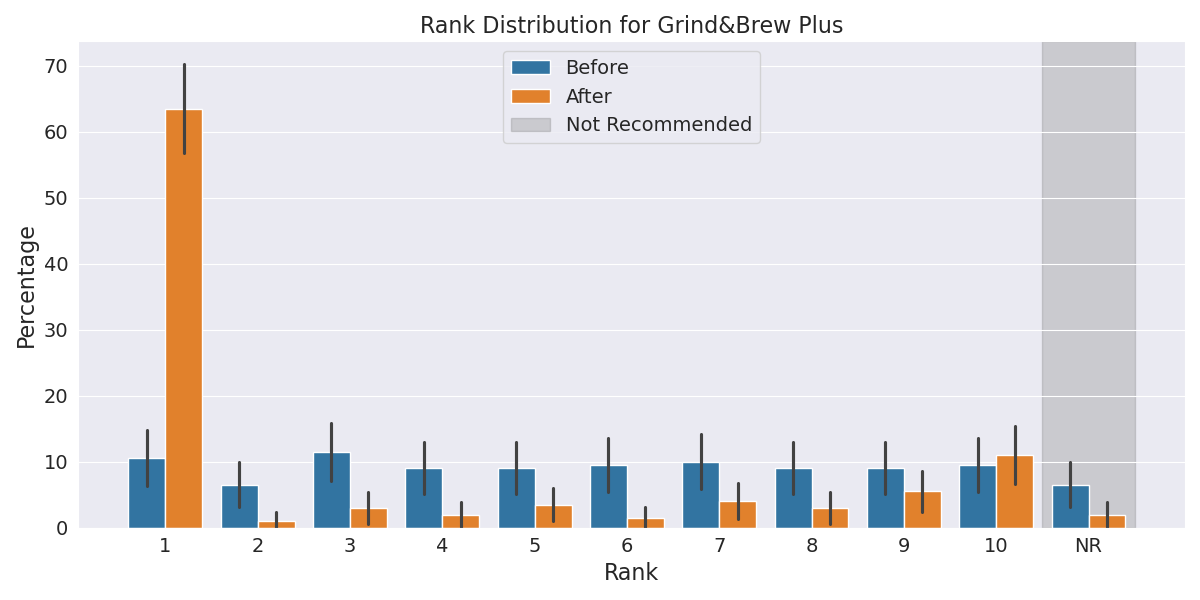 Rank Distribution for Grind&Brew Plus
Before
After
Not Recommended
Percentage
70
60
50
40
30
20
10
0
1 2 3 4 5 6 7 8 9 10 NR
Rank